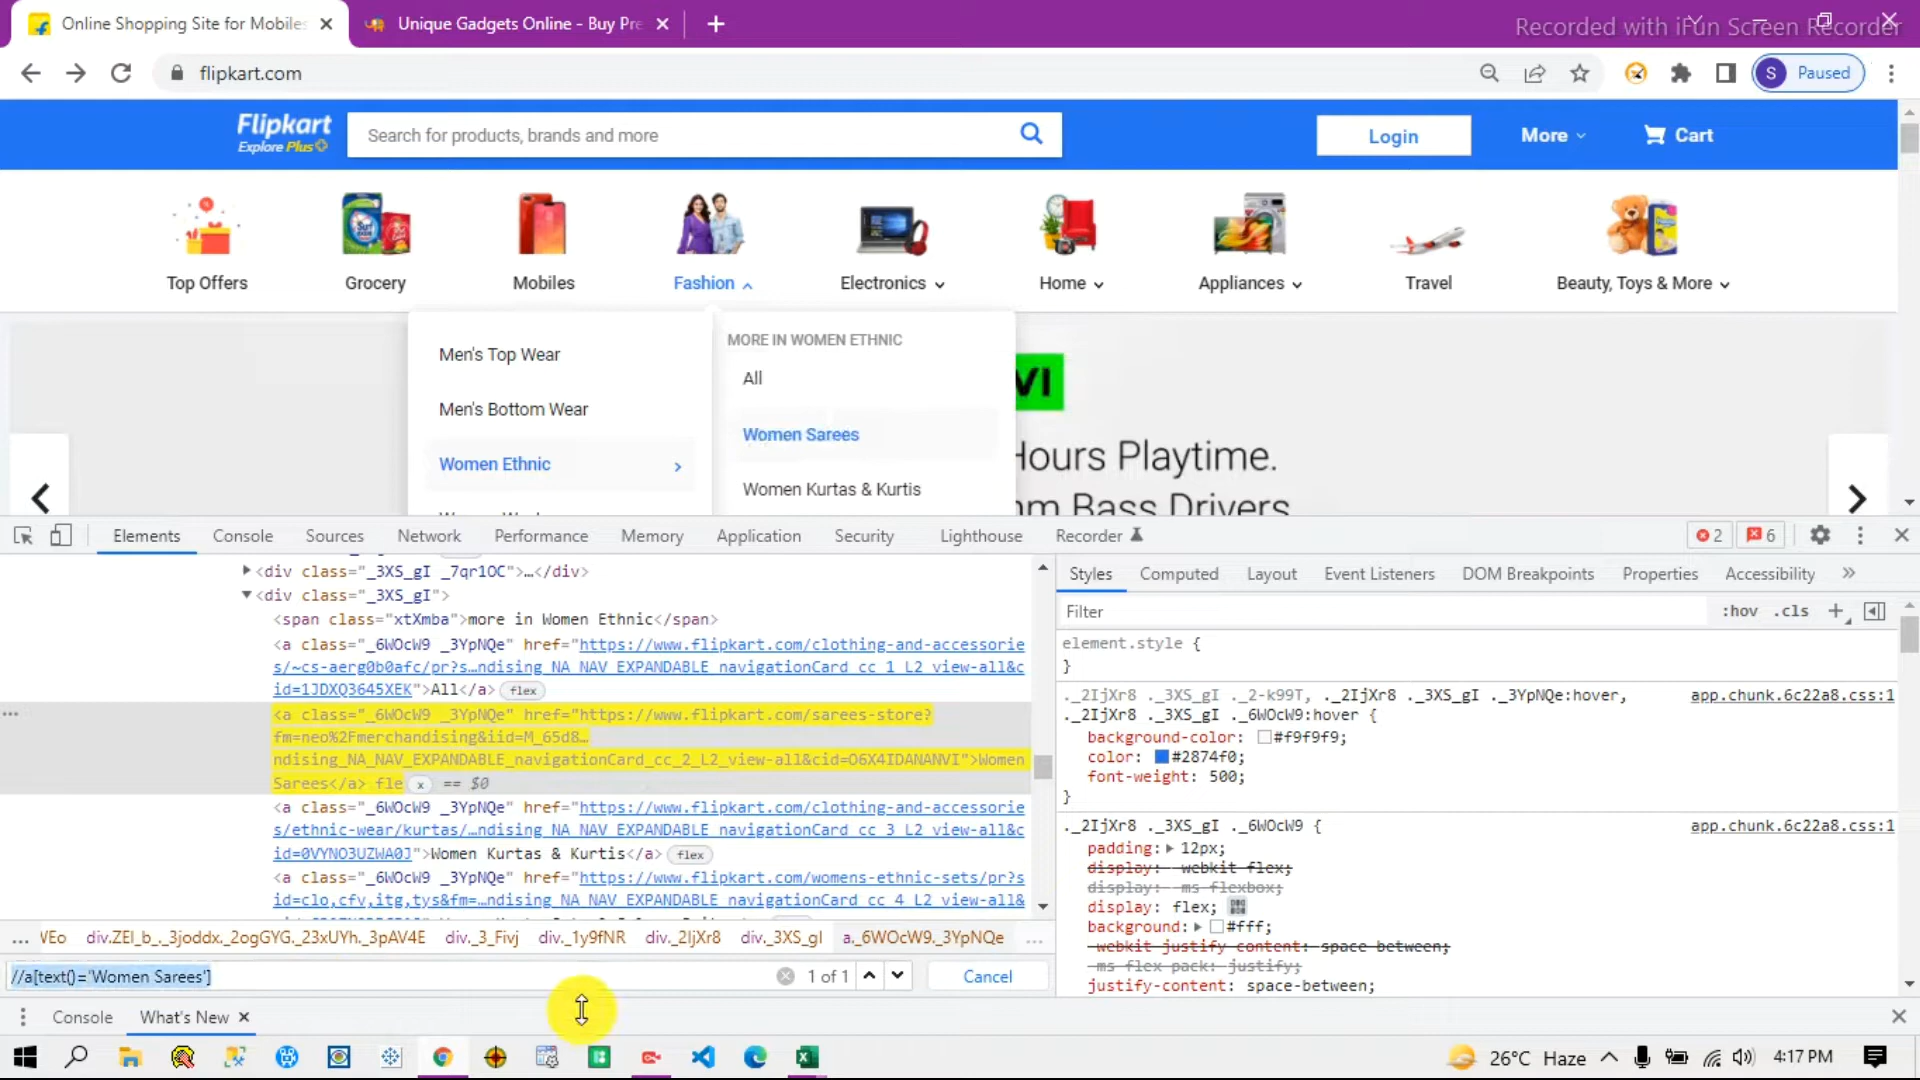 Online Shopping Site for Mobiles
Unique Gadgets Online - Buy Pre
Recorded with iFun Screen Recorder
flipkart.com
S Paused
Flipkart
Explore Plus
Search for products, brands and more
Login
More
Cart
Top Offers
Grocery
Mobiles
Fashion
Electronics
Home
Appliances
Travel
Beauty, Toys & More
Men's Top Wear
Men's Bottom Wear
Women Ethnic
MORE IN WOMEN ETHNIC
All
Women Sarees
Women Kurtas & Kurtis
VI
Hours Playtime.
nm Bass Drivers
Elements Console Sources Network Performance Memory Application Security Lighthouse Recorder
2 6
<div class="_3XS_gI _7qr1OC">…</div>
<div class="_3XS_gI">
<span class="xtXmba">more in Women Ethnic</span>
<a class="_6WOcW9 _3YpNQe" href="https://www.flipkart.com/clothing-and-accessorie
s/~cs-aerg0b0afc/pr?s…ndising_NA_NAV_EXPANDABLE_navigationCard_cc_1_L2_view-all&c
id=1JDXQ3645XEK">All</a> flex
… <a class="_6WOcW9 _3YpNQe" href="https://www.flipkart.com/sarees-store?
fm=neo%2Fmerchandising&iid=M_65d8…
ndising_NA_NAV_EXPANDABLE_navigationCard_cc_2_L2_view-all&cid=O6X4IDANANVI">Women
Sarees</a> fle x == $0
<a class="_6WOcW9 _3YpNQe" href="https://www.flipkart.com/clothing-and-accessorie
s/ethnic-wear/kurtas/…ndising_NA_NAV_EXPANDABLE_navigationCard_cc_3_L2_view-all&c
id=0VYNO3UZWA0J">Women Kurtas & Kurtis</a> flex
<a class="_6WOcW9 _3YpNQe" href="https://www.flipkart.com/womens-ethnic-sets/pr?s
id=clo,cfv,itg,tys&fm=…ndising_NA_NAV_EXPANDABLE_navigationCard_cc_4_L2_view-all&
… VEo div.ZEl_b_._3joddx._2ogGYG._23xUYh._3pAV4E div._3_Fivj div._1y9fNR div._2IjXr8 div._3XS_gI a._6WOcW9._3YpNQe …
//a[text()='Women Sarees']
1 of 1
Cancel
Styles Computed Layout Event Listeners DOM Breakpoints Properties Accessibility »
Filter
:hov .cls +
element.style {
}
._2IjXr8 ._3XS_gI ._2-k99T, ._2IjXr8 ._3XS_gI ._3YpNQe:hover, app.chunk.6c22a8.css:1
._2IjXr8 ._3XS_gI ._6WOcW9:hover {
background-color: #f9f9f9;
color: #2874f0;
font-weight: 500;
}
._2IjXr8 ._3XS_gI ._6WOcW9 { app.chunk.6c22a8.css:1
padding: 12px;
display: -webkit-flex;
display: -ms-flexbox;
display: flex;
background: #fff;
-webkit-justify-content: space-between;
-ms-flex-pack: justify;
justify-content: space-between;
Console What's New
26°C Haze
4:17 PM